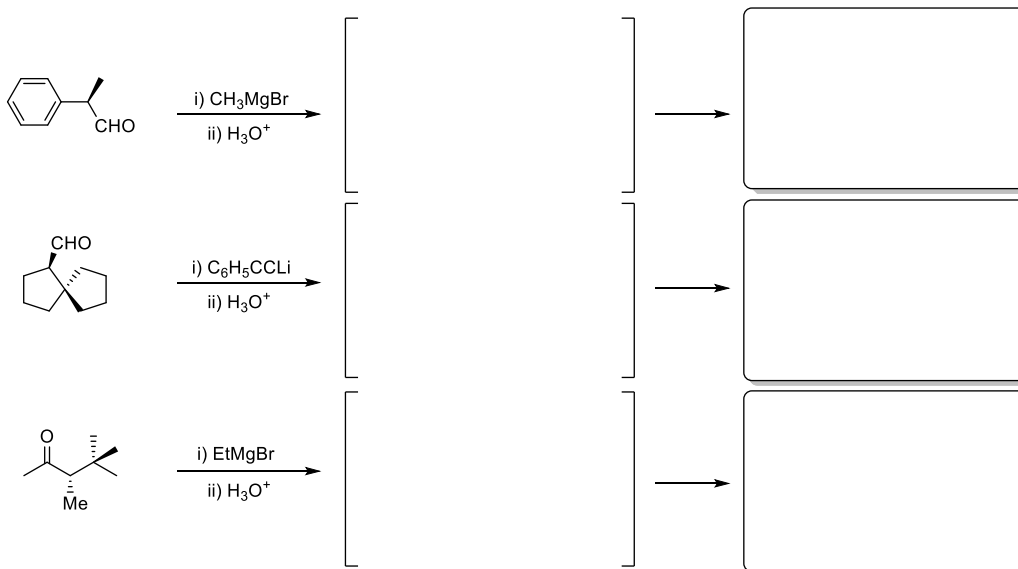 i) CH₃MgBr
CHO
ii) H₃O⁺
CHO
i) C₆H₅CCLi
ii) H₃O⁺
O
i) EtMgBr
ii) H₃O⁺
Me